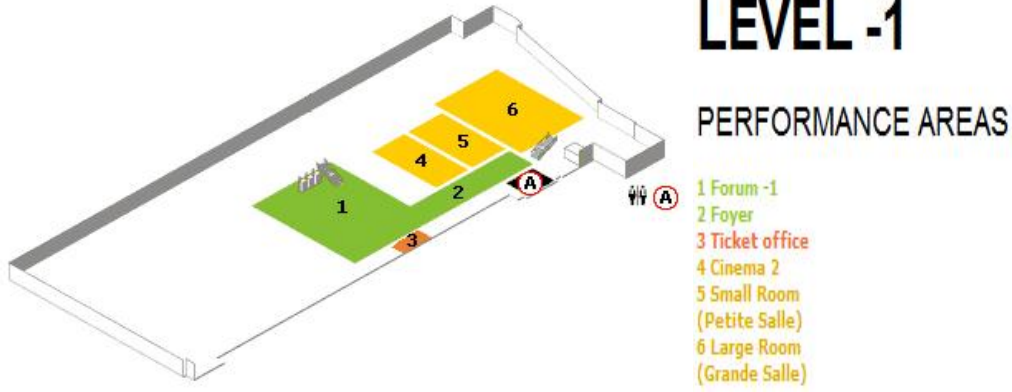 LEVEL -1
PERFORMANCE AREAS
6
5
4
2
A
A
1
3
1 Forum -1
2 Foyer
3 Ticket office
4 Cinema 2
5 Small Room
(Petite Salle)
6 Large Room
(Grande Salle)